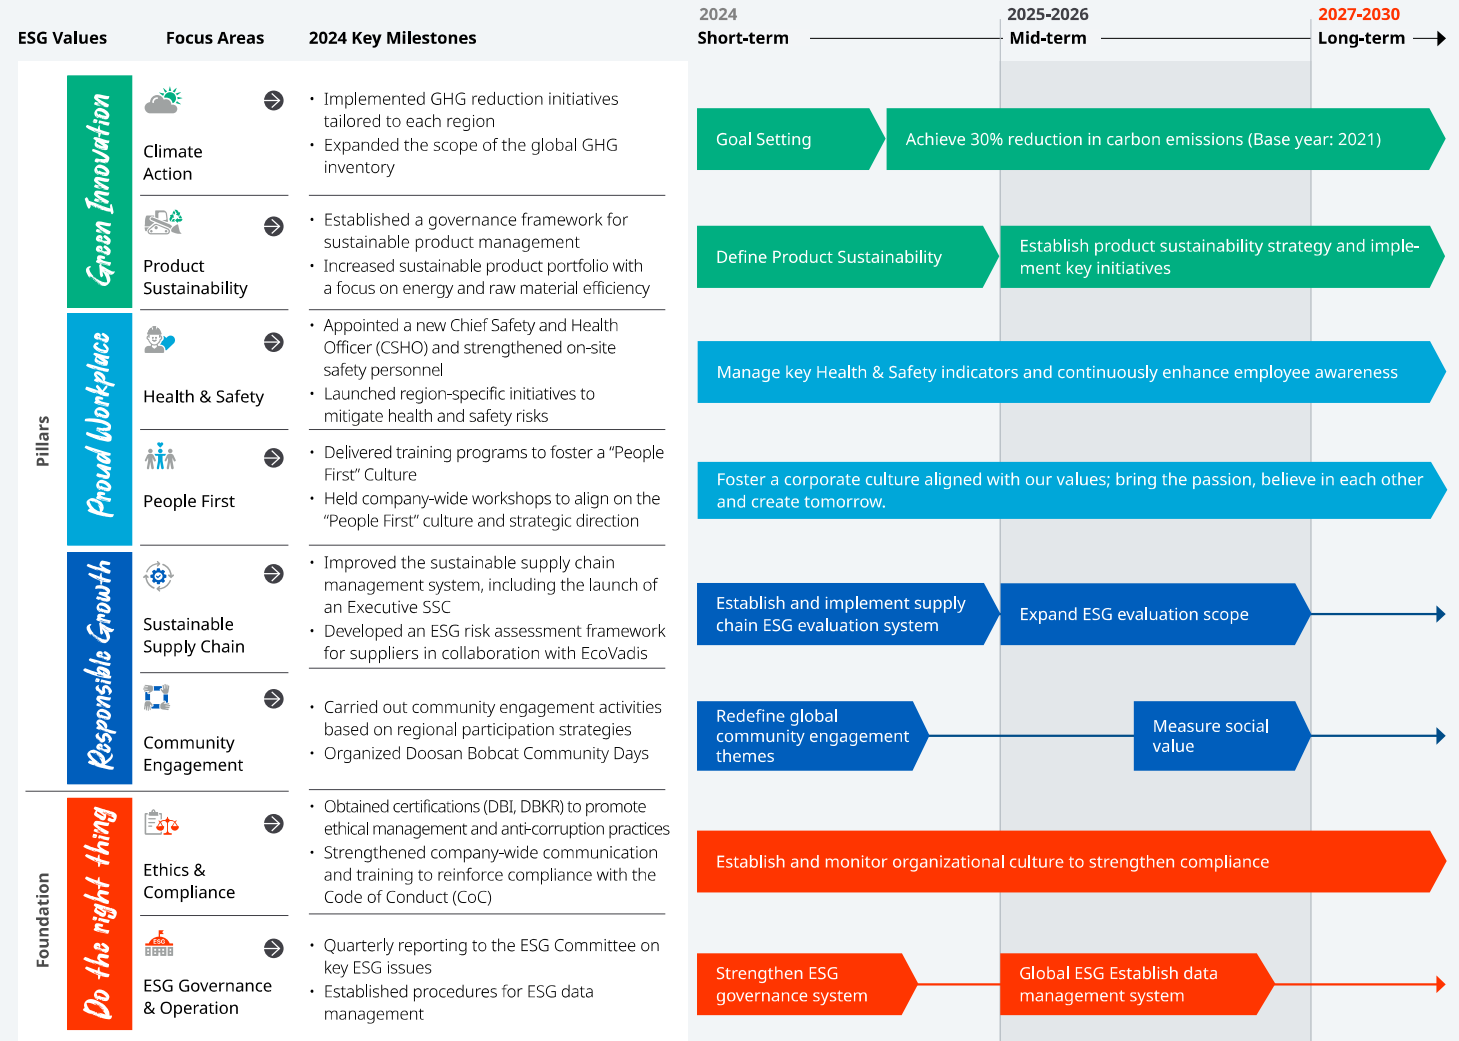 2024
2025-2026
2027-2030
ESG Values
Focus Areas
2024 Key Milestones
Short-term
Mid-term
Long-term
Pillars
Green Innovation
Climate
Action
• Implemented GHG reduction initiatives
tailored to each region
• Expanded the scope of the global GHG
inventory
Goal Setting
Achieve 30% reduction in carbon emissions (Base year: 2021)
Product
Sustainability
• Established a governance framework for
sustainable product management
• Increased sustainable product portfolio with
a focus on energy and raw material efficiency
Define Product Sustainability
Establish product sustainability strategy and imple-
ment key initiatives
Proud Workplace
Health & Safety
• Appointed a new Chief Safety and Health
Officer (CSHO) and strengthened on-site
safety personnel
• Launched region-specific initiatives to
mitigate health and safety risks
Manage key Health & Safety indicators and continuously enhance employee awareness
People First
• Delivered training programs to foster a “People
First” Culture
• Held company-wide workshops to align on the
“People First” culture and strategic direction
Foster a corporate culture aligned with our values; bring the passion, believe in each other
and create tomorrow.
Responsible Growth
Sustainable
Supply Chain
• Improved the sustainable supply chain
management system, including the launch of
an Executive SSC
• Developed an ESG risk assessment framework
for suppliers in collaboration with EcoVadis
Establish and implement supply
chain ESG evaluation system
Expand ESG evaluation scope
Community
Engagement
• Carried out community engagement activities
based on regional participation strategies
• Organized Doosan Bobcat Community Days
Redefine global
community engagement
themes
Measure social
value
Foundation
Do the right thing
Ethics &
Compliance
• Obtained certifications (DBI, DBKR) to promote
ethical management and anti-corruption practices
• Strengthened company-wide communication
and training to reinforce compliance with the
Code of Conduct (CoC)
Establish and monitor organizational culture to strengthen compliance
ESG
ESG Governance
& Operation
• Quarterly reporting to the ESG Committee on
key ESG issues
• Established procedures for ESG data
management
Strengthen ESG
governance system
Global ESG Establish data
management system